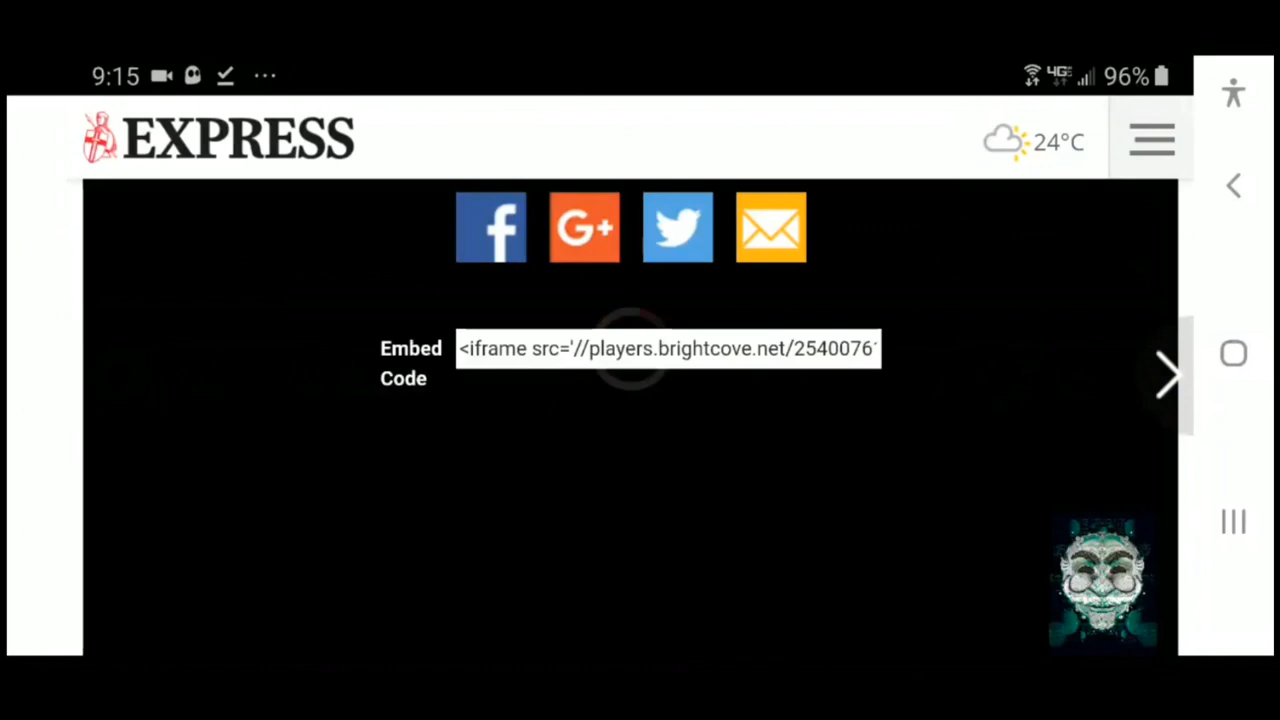 9:15
4G 96%
EXPRESS
24°C
f G+
Embed
Code
<iframe src='//players.brightcove.net/2540076